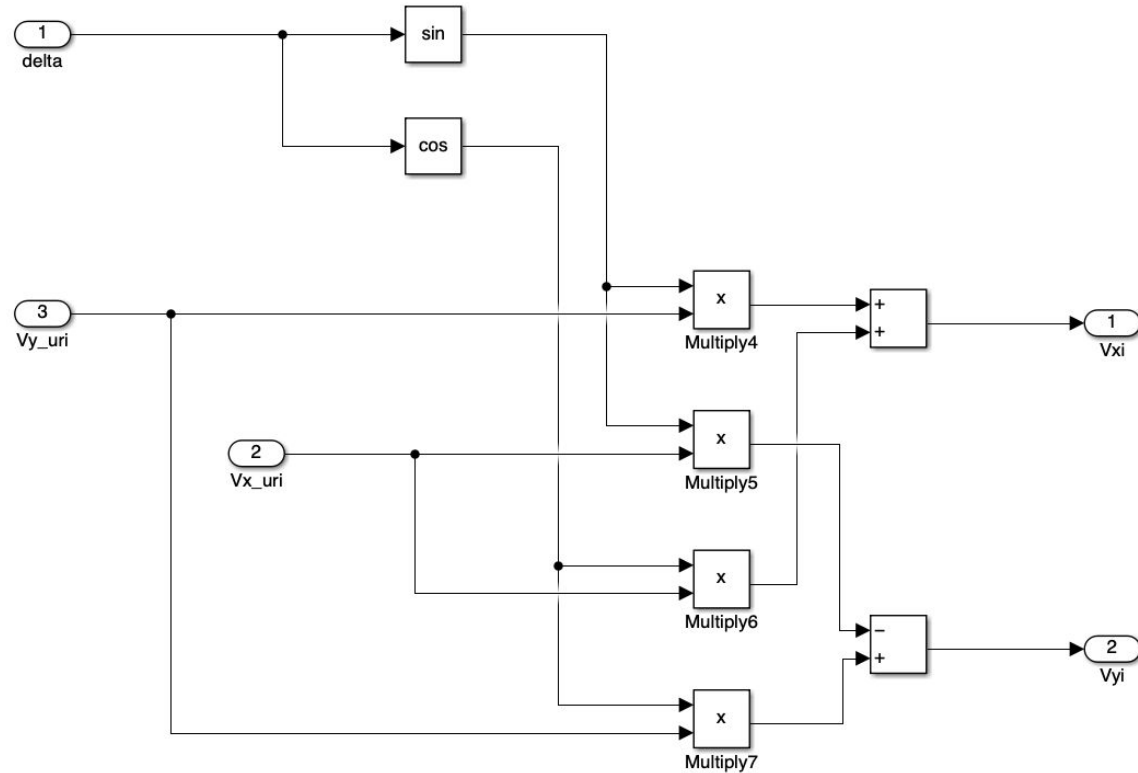 1
delta
sin
cos
3
Vy_uri
x
Multiply4
+
+
1
Vxi
2
Vx_uri
x
Multiply5
x
Multiply6
−
+
2
Vyi
x
Multiply7